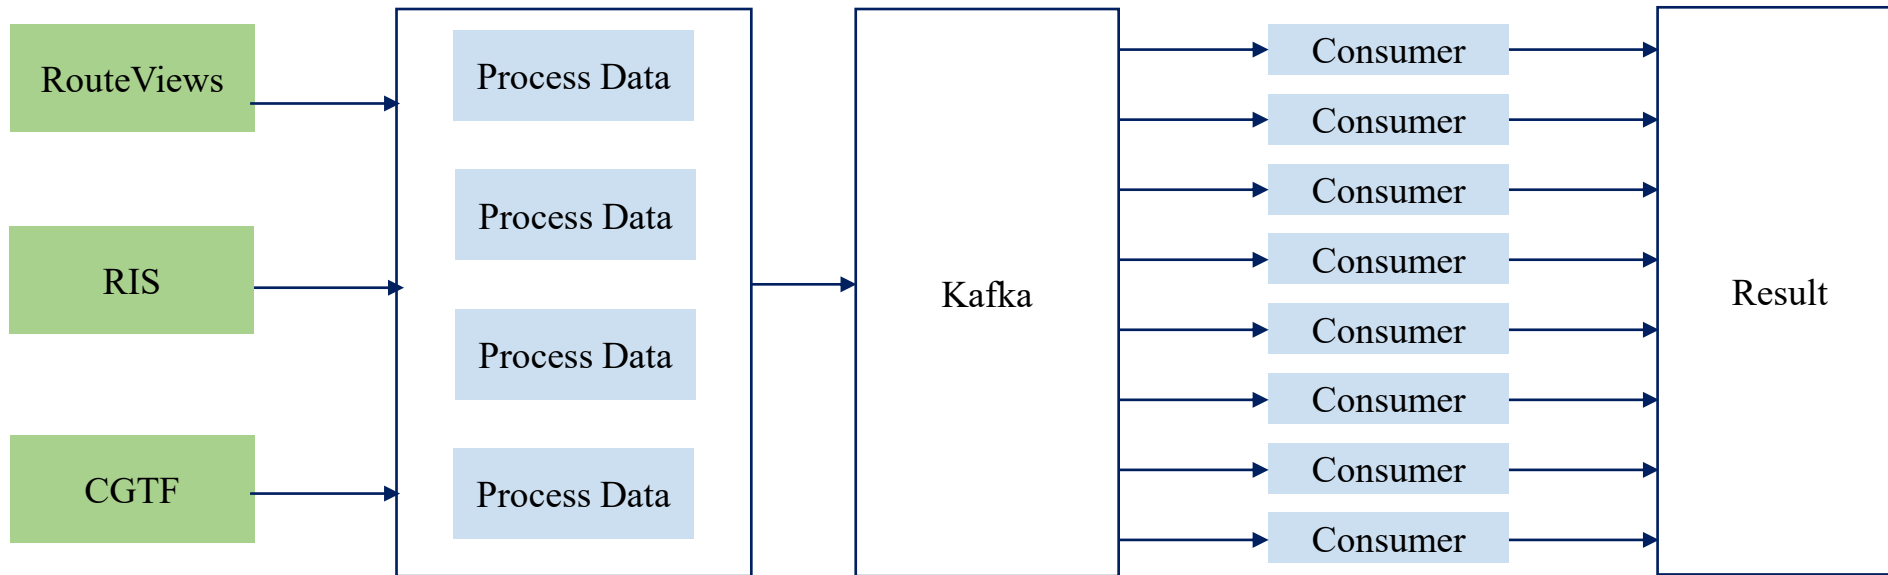 RouteViews
RIS
CGTF
Process Data
Process Data
Process Data
Process Data
Kafka
Consumer
Consumer
Consumer
Consumer
Consumer
Consumer
Consumer
Consumer
Result